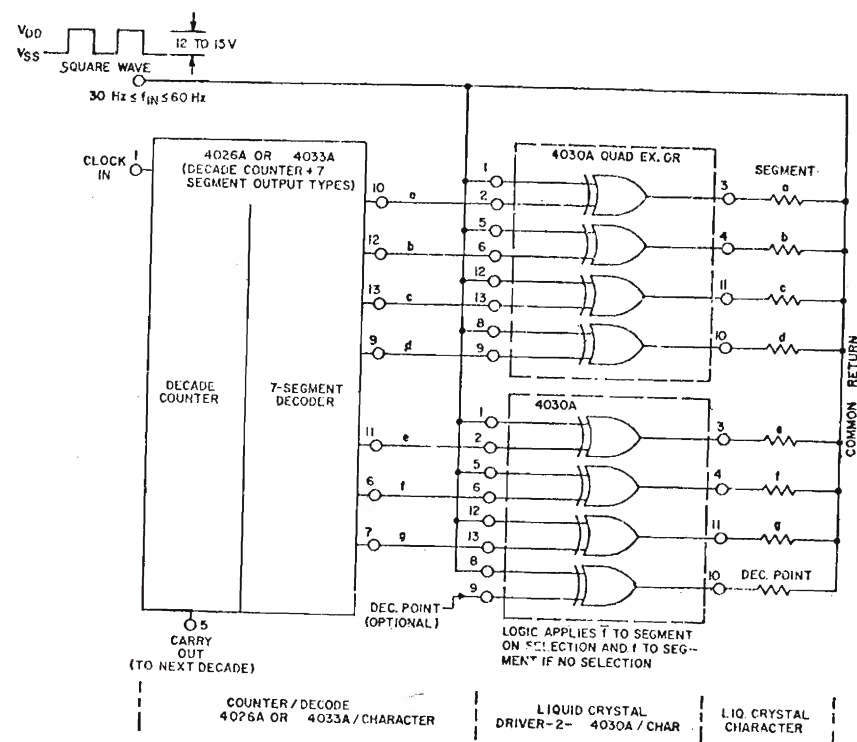 VDD
VSS
12 TO 15V
SQUARE WAVE
30 Hz ≤ fIN ≤ 60 Hz
CLOCK IN
1
4026A OR 4033A
(DECADE COUNTER + 7
SEGMENT OUTPUT TYPES)
DECADE
COUNTER
7-SEGMENT
DECODER
10 a
12 b
13 c
9 d
11 e
6 f
7 g
5
CARRY
OUT
(TO NEXT DECADE)
4030A QUAD EX. OR
1
2
5
6
12
13
8
9
3
4
11
10
SEGMENT
a
b
c
d
4030A
1
2
5
6
12
13
8
9
3
4
11
10
e
f
g
DEC. POINT
DEC. POINT
(OPTIONAL)
COMMON RETURN
LOGIC APPLIES f̅ TO SEGMENT
ON SELECTION AND f TO SEG-
MENT IF NO SELECTION
COUNTER/DECODE
4026A OR 4033A/CHARACTER
LIQUID CRYSTAL
DRIVER-2- 4030A/CHAR
LIQ. CRYSTAL
CHARACTER